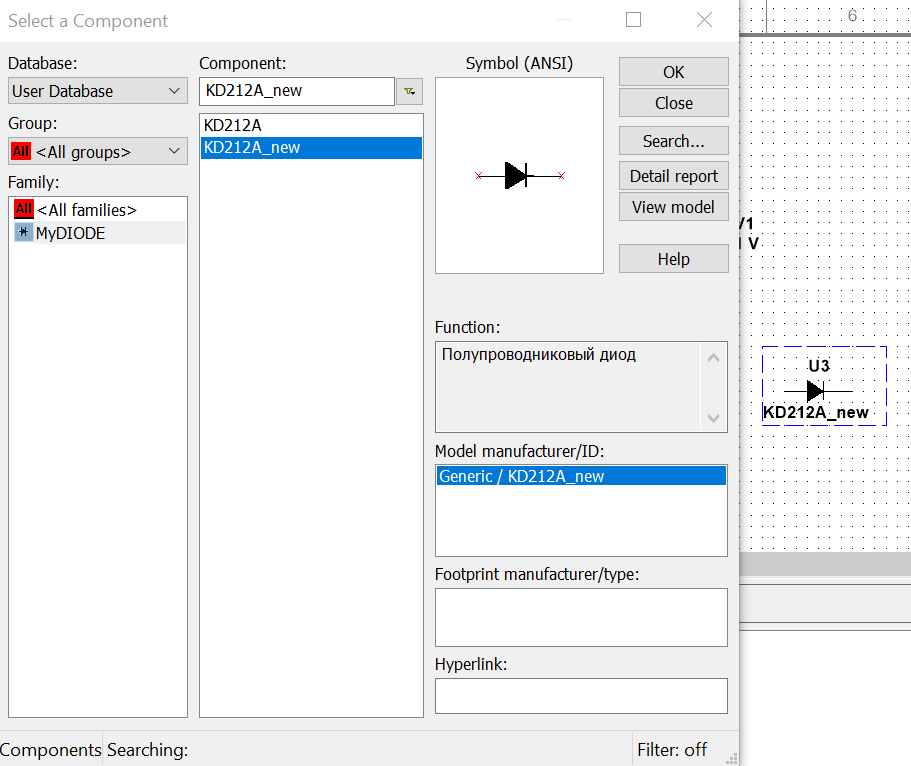 Select a Component
Database:
User Database
Group:
All <All groups>
Family:
All <All families>
MyDIODE
Component:
KD212A_new
KD212A
KD212A_new
Symbol (ANSI)
OK
Close
Search...
Detail report
View model
Help
Function:
Полупроводниковый диод
Model manufacturer/ID:
Generic / KD212A_new
Footprint manufacturer/type:
Hyperlink:
Components
Searching:
Filter: off
6
V1
1 V
U3
KD212A_new